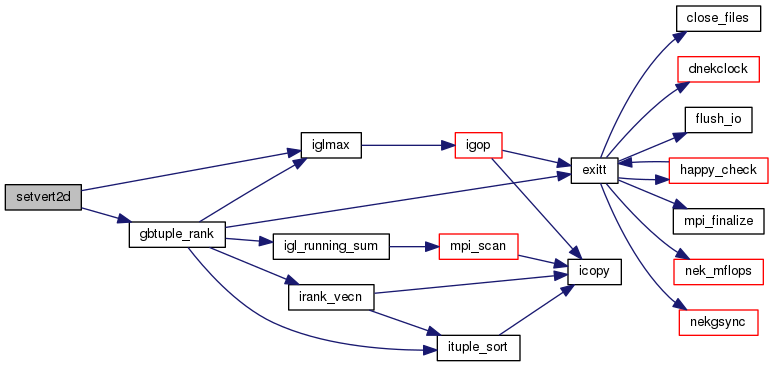 setvert2d
gbtuple_rank
iglmax
igl_running_sum
irank_vecn
igop
mpi_scan
ituple_sort
exitt
icopy
close_files
dnekclock
flush_io
happy_check
mpi_finalize
nek_mflops
nekgsync